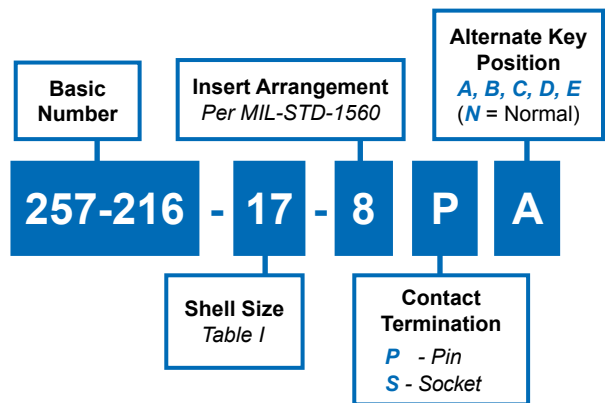 Basic
Number
Insert Arrangement
Per MIL-STD-1560
Alternate Key
Position
A, B, C, D, E
(N = Normal)
257-216 - 17 - 8 P A
Shell Size
Table I
Contact
Termination
P - Pin
S - Socket